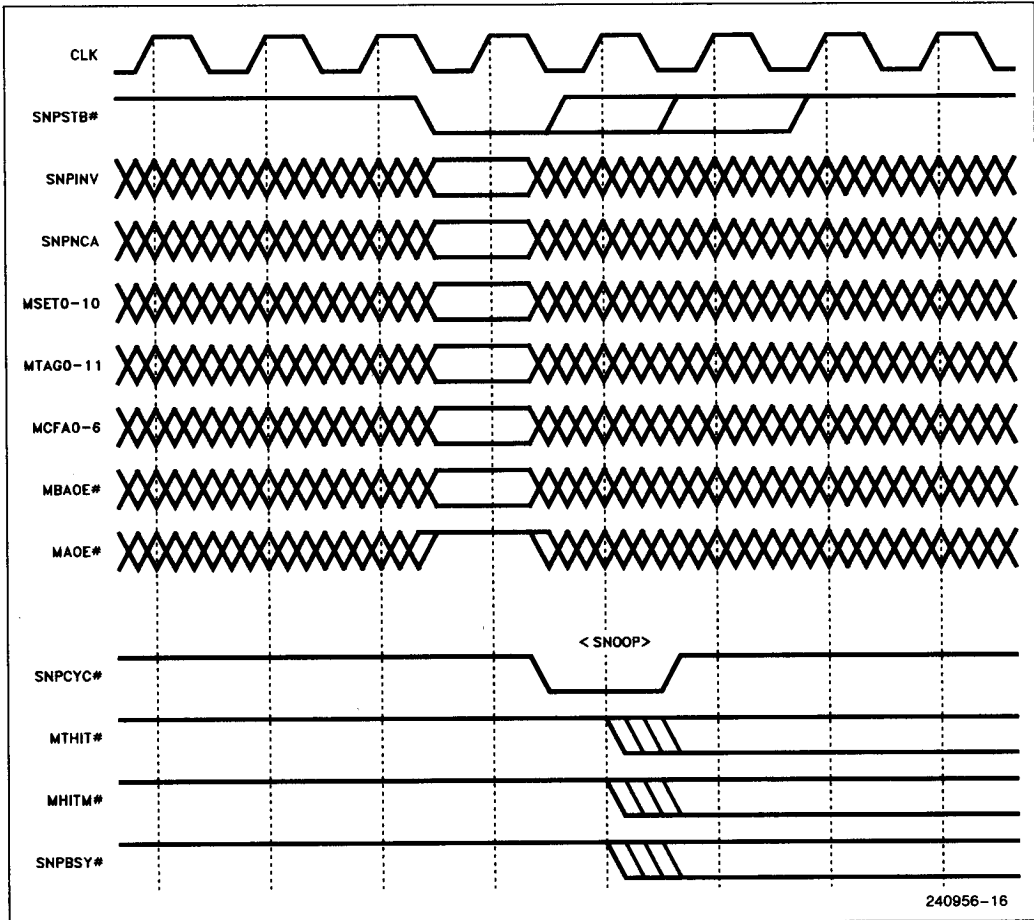 CLK
SNPSTB#
SNPINV
SNPNCA
MSET0-10
MTAG0-11
MCFA0-6
MBAOE#
MAOE#
<SNOOP>
SNPCYC#
MTHIT#
MHITM#
SNPBSY#
240956-16